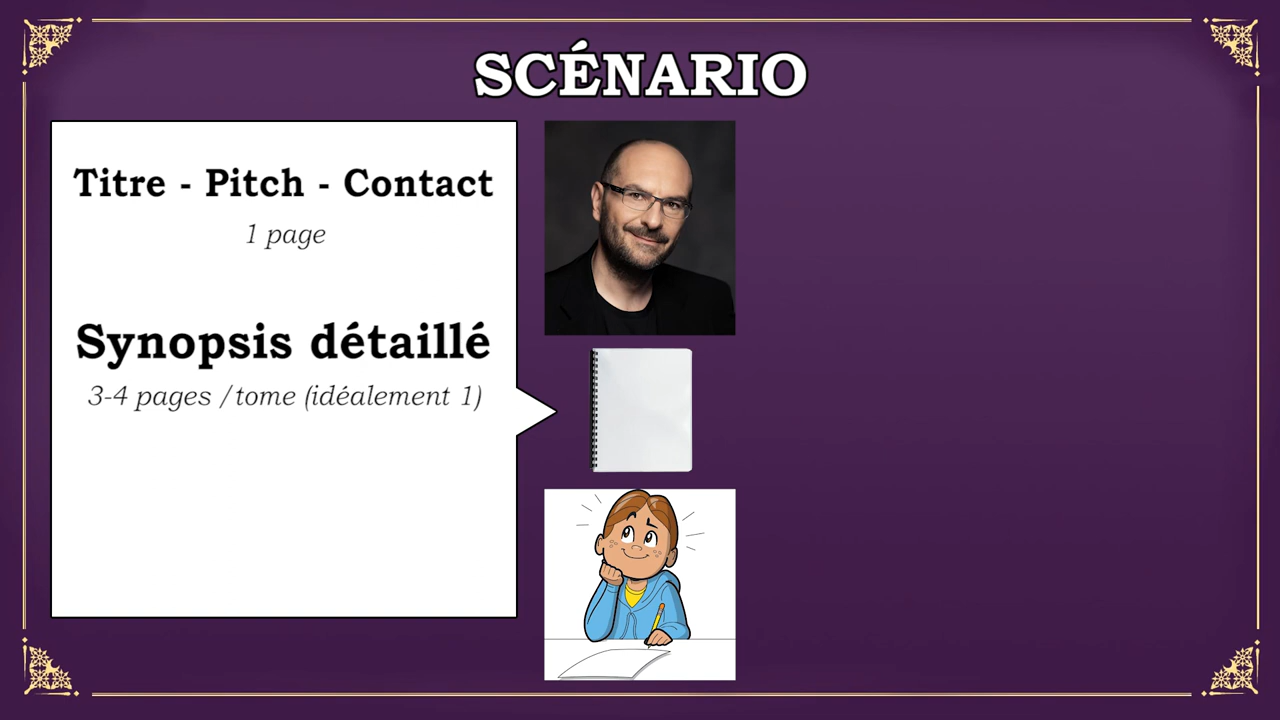 SCÉNARIO
Titre - Pitch - Contact
1 page
Synopsis détaillé
3-4 pages /tome (idéalement 1)